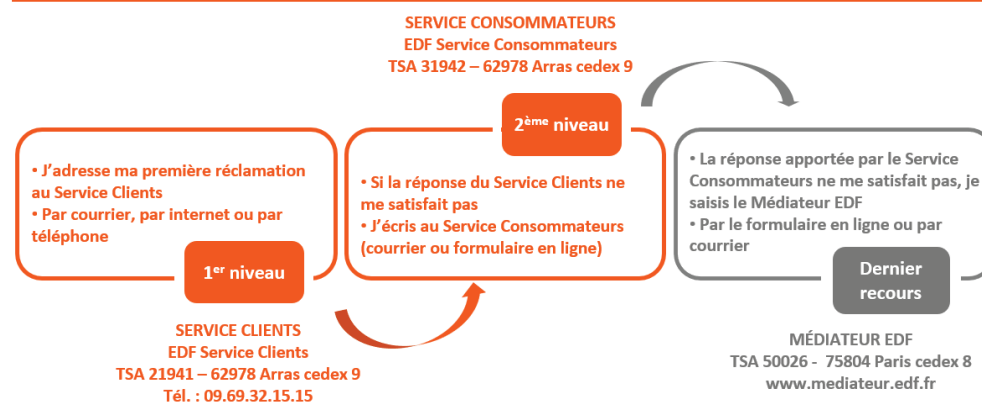 SERVICE CONSOMMATEURS
EDF Service Consommateurs
TSA 31942 – 62978 Arras cedex 9
2ème niveau
• J’adresse ma première réclamation
au Service Clients
• Par courrier, par internet ou par
téléphone
1er niveau
SERVICE CLIENTS
EDF Service Clients
TSA 21941 – 62978 Arras cedex 9
Tél. : 09.69.32.15.15
• Si la réponse du Service Clients ne
me satisfait pas
• J’écris au Service Consommateurs
(courrier ou formulaire en ligne)
• La réponse apportée par le Service
Consommateurs ne me satisfait pas, je
saisis le Médiateur EDF
• Par le formulaire en ligne ou par
courrier
Dernier
recours
MÉDIATEUR EDF
TSA 50026 - 75804 Paris cedex 8
www.mediateur.edf.fr